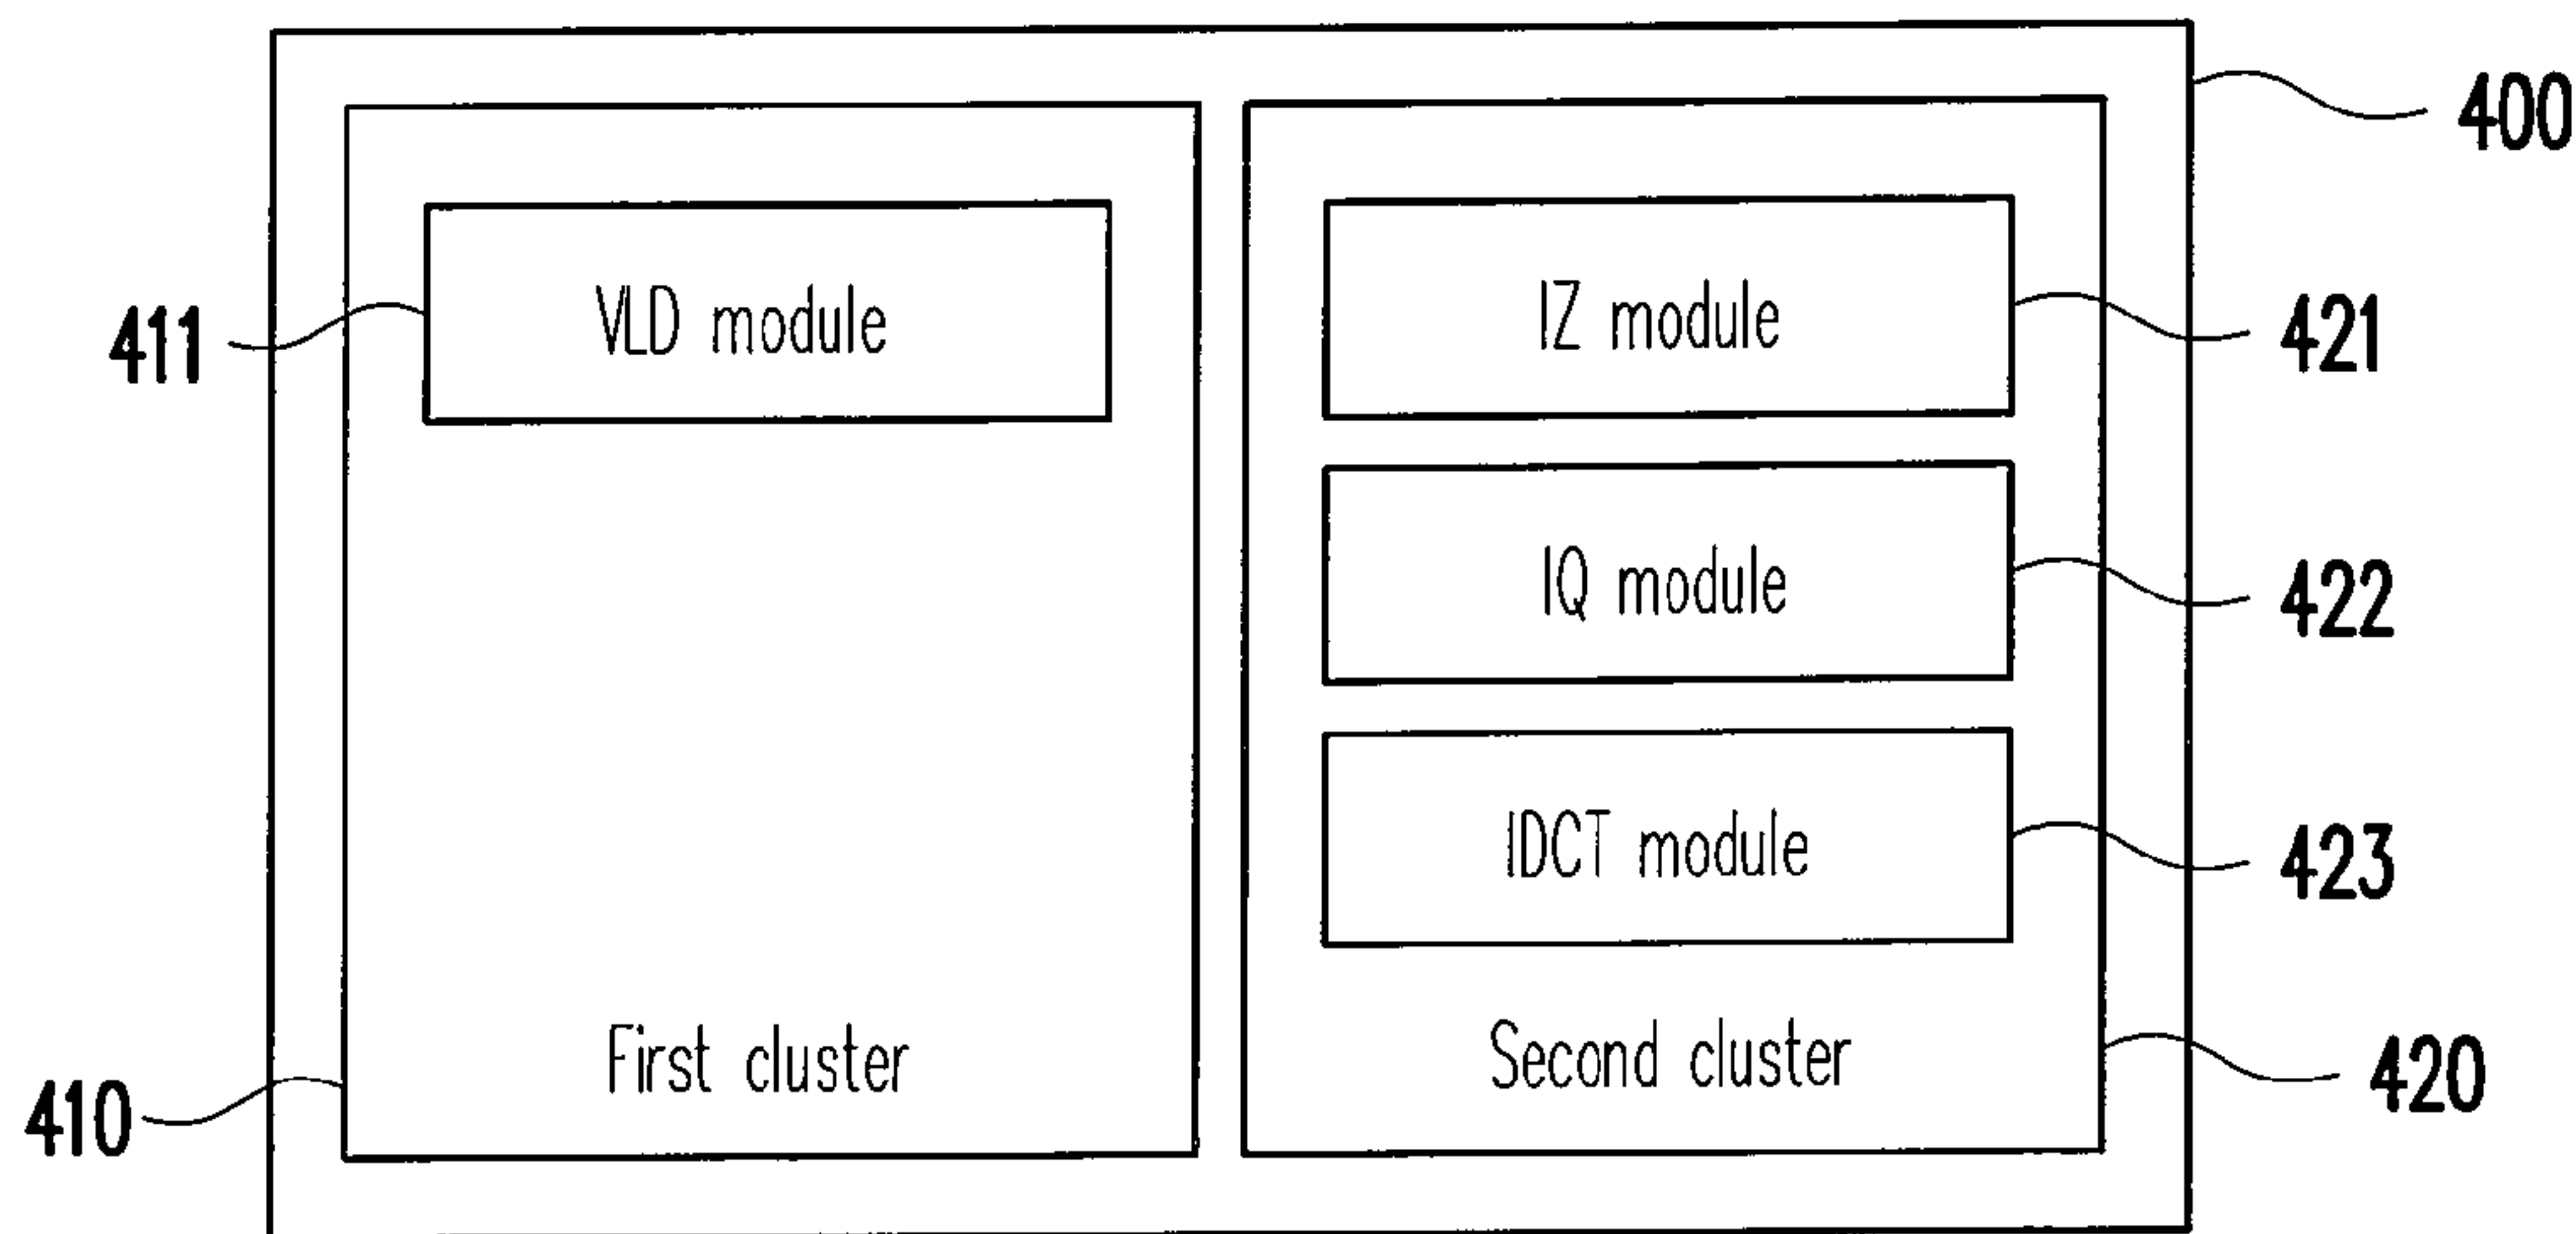 400
411
VLD module
IZ module
421
IQ module
422
IDCT module
423
410
First cluster
Second cluster
420